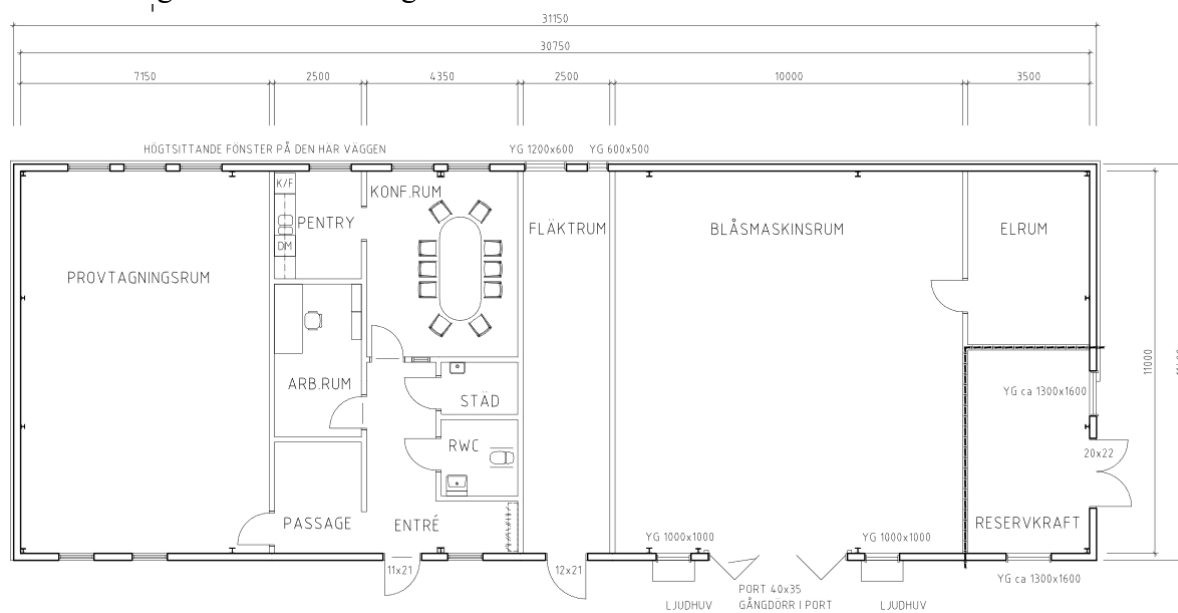 31150
30750
7150 2500 4350 2500 10000 3500
HÖGTSITTANDE FÖNSTER PÅ DEN HÄR VÄGGEN YG 1200x600 YG 600x500
K/F
KONF.RUM
PENTRY
FLÄKTRUM
BLÅSMASKINSRUM
ELRUM
DM
PROVTAGNINGSRUM
11000
ARB.RUM
STÄD
YG ca 1300x1600
RWC
20x22
PASSAGE
ENTRÉ
RESERVKRAFT
YG 1000x1000
YG 1000x1000
11x21
12x21
YG ca 1300x1600
PORT 40x35
GÅNGDÖRR I PORT
LJUDHUV
LJUDHUV